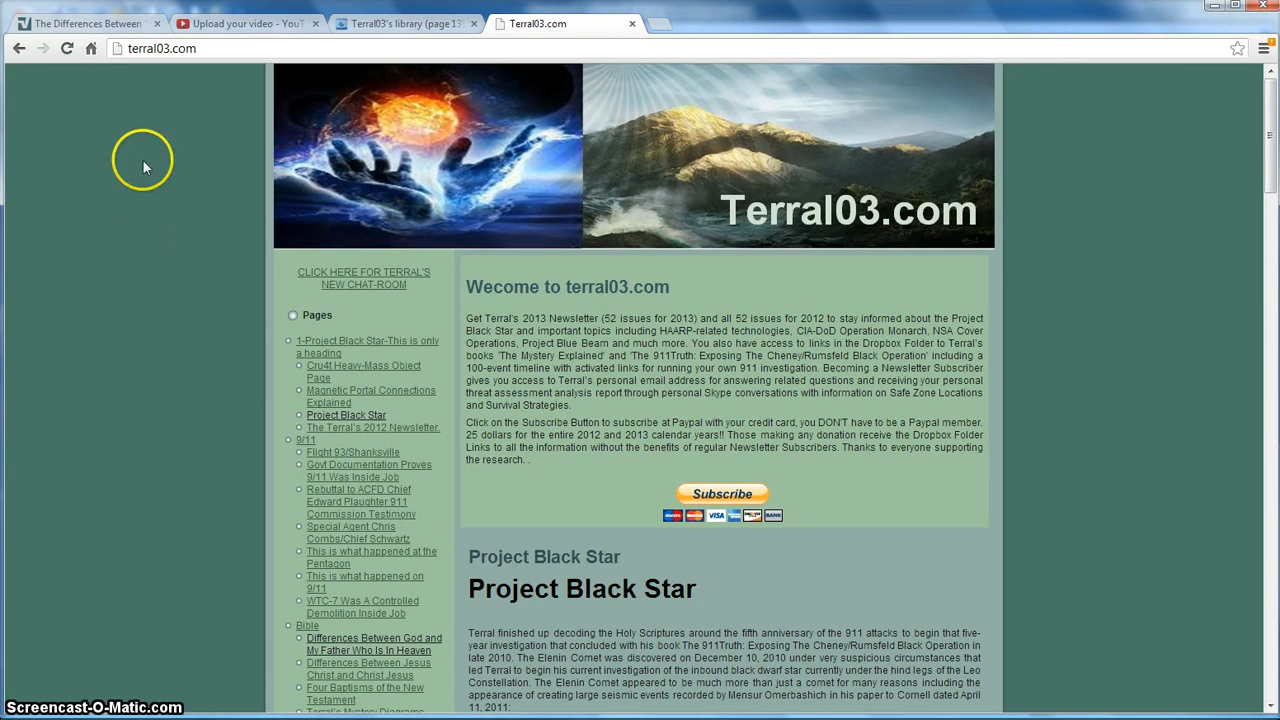 The Differences Between
Upload your video - YouT
Terral03's library (page 13
Terral03.com
terral03.com
Terral03.com
CLICK HERE FOR TERRAL'S
NEW CHAT-ROOM
Pages
1-Project Black Star-This is only
a heading
Cru4t Heavy-Mass Object
Page
Magnetic Portal Connections
Explained
Project Black Star
The Terral's 2012 Newsletter.
9/11
Flight 93/Shanksville
Govt Documentation Proves
9/11 Was Inside Job
Rebuttal to ACFD Chief
Edward Plaughter 911
Commission Testimony
Special Agent Chris
Combs/Chief Schwartz
This is what happened at the
Pentagon
This is what happened on
9/11
WTC-7 Was A Controlled
Demolition Inside Job
Bible
Differences Between God and
My Father Who Is In Heaven
Differences Between Jesus
Christ and Christ Jesus
Four Baptisms of the New
Testament
Terral's Mystery Diagrams
Wecome to terral03.com
Get Terral's 2013 Newsletter (52 issues for 2013) and all 52 issues for 2012 to stay informed about the Project
Black Star and important topics including HAARP-related technologies, CIA-DoD Operation Monarch, NSA Cover
Operations, Project Blue Beam and much more. You also have access to links in the Dropbox Folder to Terral's
books 'The Mystery Explained' and 'The 911Truth: Exposing The Cheney/Rumsfeld Black Operation' including a
100-event timeline with activated links for running your own 911 investigation. Becoming a Newsletter Subscriber
gives you access to Terral's personal email address for answering related questions and receiving your personal
threat assessment analysis report through personal Skype conversations with information on Safe Zone Locations
and Survival Strategies.
Click on the Subscribe Button to subscribe at Paypal with your credit card, you DON'T have to be a Paypal member.
25 dollars for the entire 2012 and 2013 calendar years!! Those making any donation receive the Dropbox Folder
Links to all the information without the benefits of regular Newsletter Subscribers. Thanks to everyone supporting
the research. .
Subscribe
VISA
BANK
Project Black Star
Project Black Star
Terral finished up decoding the Holy Scriptures around the fifth anniversary of the 911 attacks to begin that five-
year investigation that concluded with his book The 911Truth: Exposing The Cheney/Rumsfeld Black Operation in
late 2010. The Elenin Comet was discovered on December 10, 2010 under very suspicious circumstances that
led Terral to begin his current investigation of the inbound black dwarf star currently under the hind legs of the Leo
Constellation. The Elenin Comet appeared to be much more than just a comet for many reasons including the
appearance of creating large seismic events recorded by Mensur Omerbashich in his paper to Cornell dated April
11, 2011:
Screencast-O-Matic.com